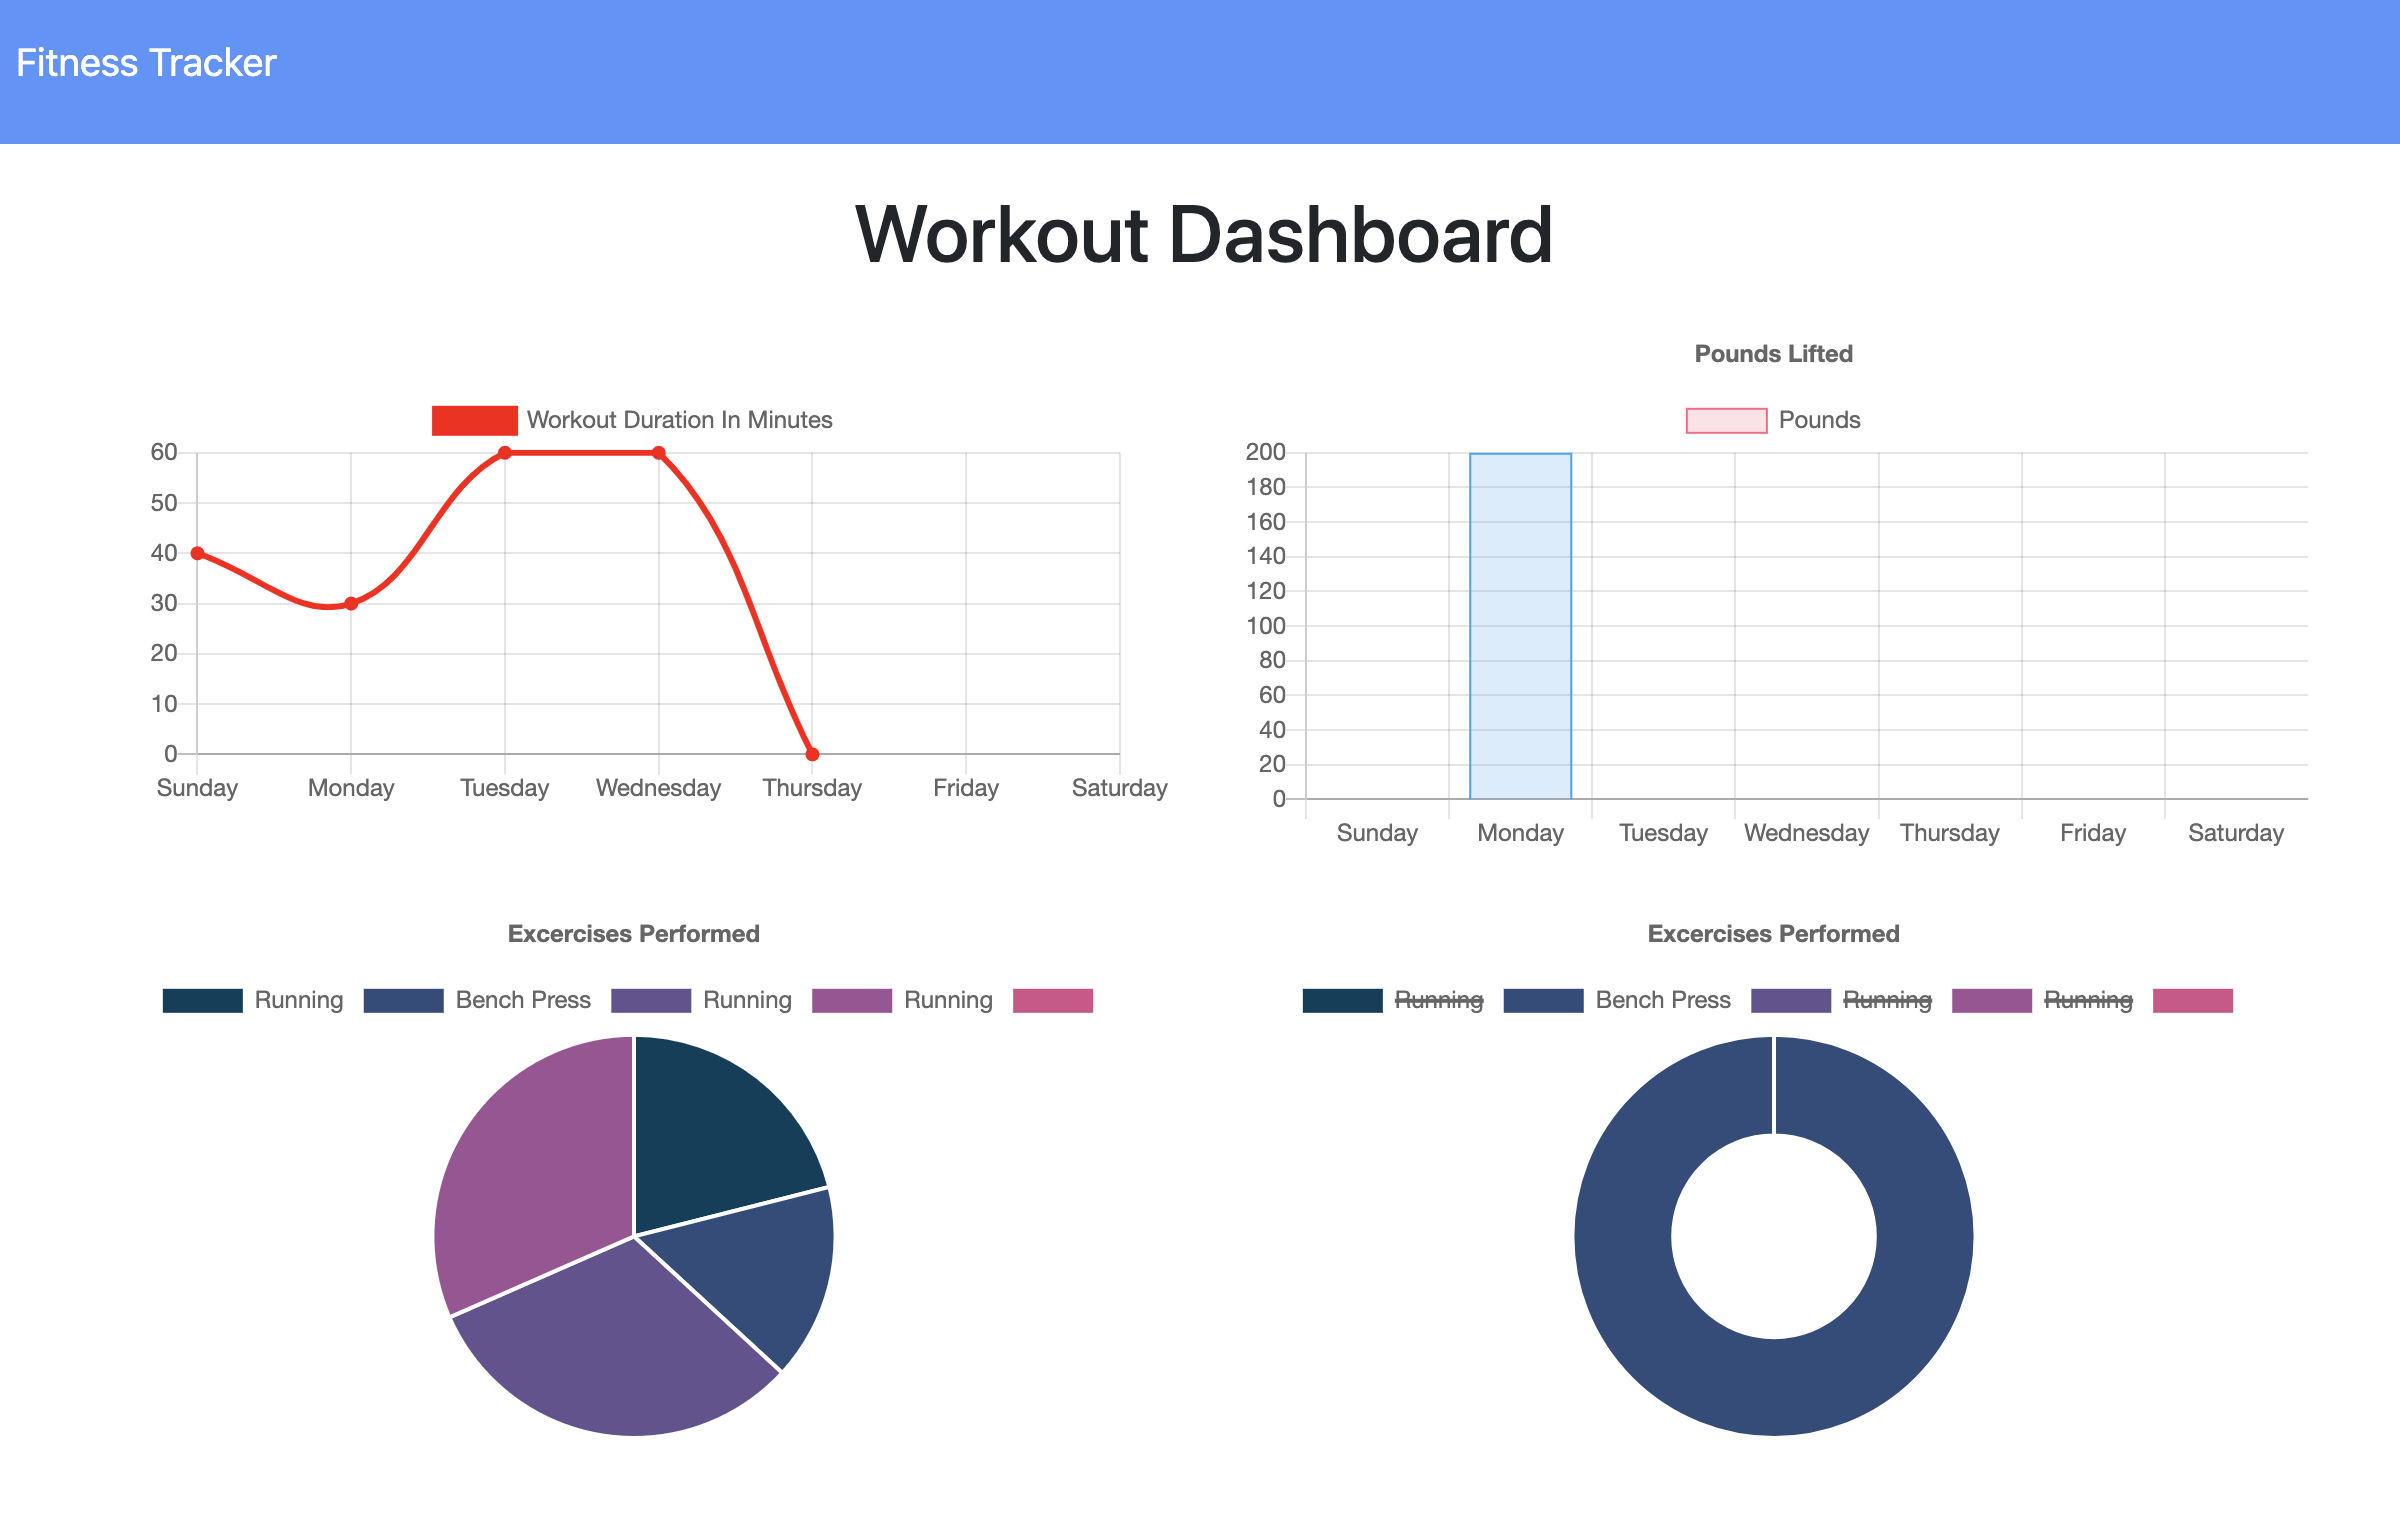 Fitness Tracker
Workout Dashboard
Workout Duration In Minutes
60
50
40
30
20
10
0
Sunday Monday Tuesday Wednesday Thursday Friday Saturday
Pounds Lifted
Pounds
200
180
160
140
120
100
80
60
40
20
0
Sunday Monday Tuesday Wednesday Thursday Friday Saturday
Excercises Performed
Running Bench Press Running Running
Excercises Performed
Running Bench Press Running Running